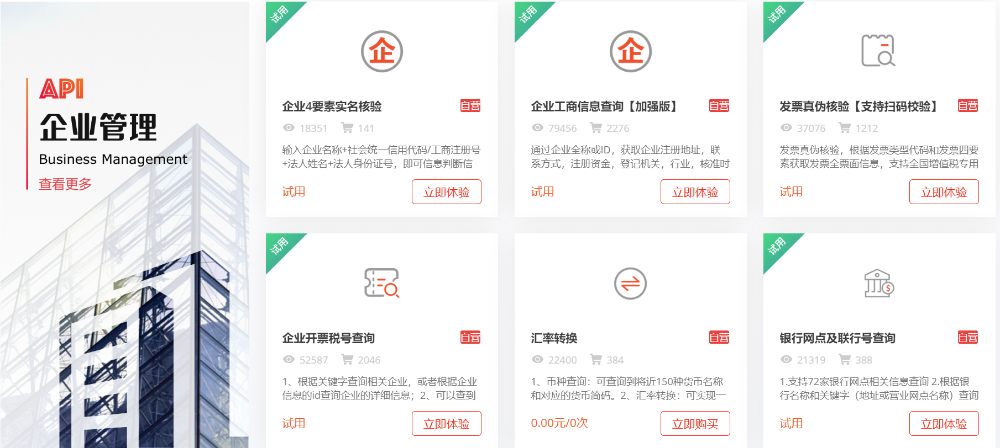 API
企业管理
Business Management
查看更多
试用
企
企业4要素实名核验
自营
18351
141
输入企业名称+社会统一信用代码/工商注册号
+法人姓名+法人身份证号，即可信息判断信
试用
立即体验
试用
企
企业工商信息查询【加强版】
自营
79456
2276
通过企业全称或ID，获取企业注册地址，联
系方式，注册资金，登记机关，行业，核准时
试用
立即体验
试用
发票真伪核验【支持扫码校验】
自营
37076
1212
发票真伪核验，根据发票类型代码和发票四要
素获取发票全票面信息，支持全国增值税专用
试用
立即体验
试用
企业开票税号查询
自营
52587
2046
1、根据关键字查询相关企业，或者根据企业
信息的id查询企业的详细信息；2、可以查到
试用
立即体验
汇率转换
自营
22400
384
1、币种查询：可查询到将近150种货币名称
和对应的货币简码。2、汇率转换：可实现一
0.00元/0次
立即购买
试用
$
银行网点及联行号查询
自营
21319
388
1.支持72家银行网点相关信息查询 2.根据银
行名称和关键字（地址或营业网点名称）查询
试用
立即体验